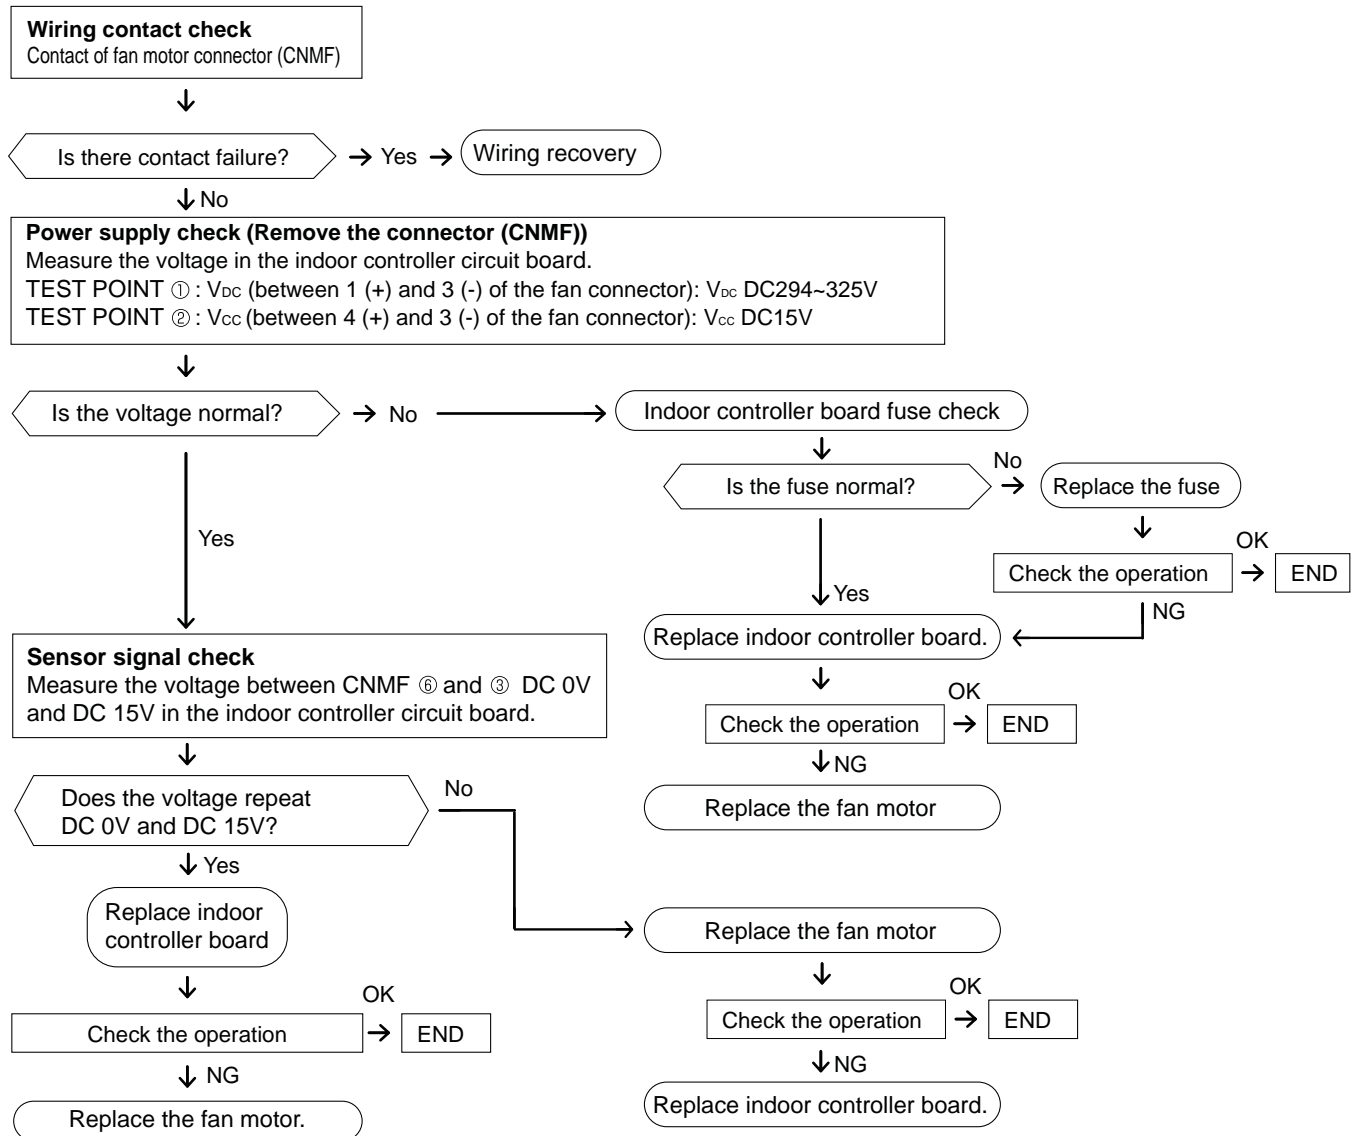 Wiring contact check
Contact of fan motor connector (CNMF)
Is there contact failure?
Yes
Wiring recovery
No
Power supply check (Remove the connector (CNMF))
Measure the voltage in the indoor controller circuit board.
TEST POINT ① : VDC (between 1 (+) and 3 (-) of the fan connector): VDC DC294~325V
TEST POINT ② : VCC (between 4 (+) and 3 (-) of the fan connector): VCC DC15V
Is the voltage normal?
No
Indoor controller board fuse check
Is the fuse normal?
No
Replace the fuse
Yes
OK
Check the operation
END
Yes
NG
Replace indoor controller board.
Sensor signal check
Measure the voltage between CNMF ⑥ and ③ DC 0V
and DC 15V in the indoor controller circuit board.
OK
Check the operation
END
NG
Does the voltage repeat
DC 0V and DC 15V?
No
Replace the fan motor
Yes
Replace indoor
controller board
Replace the fan motor
OK
Check the operation
END
OK
Check the operation
END
NG
NG
Replace the fan motor.
Replace indoor controller board.